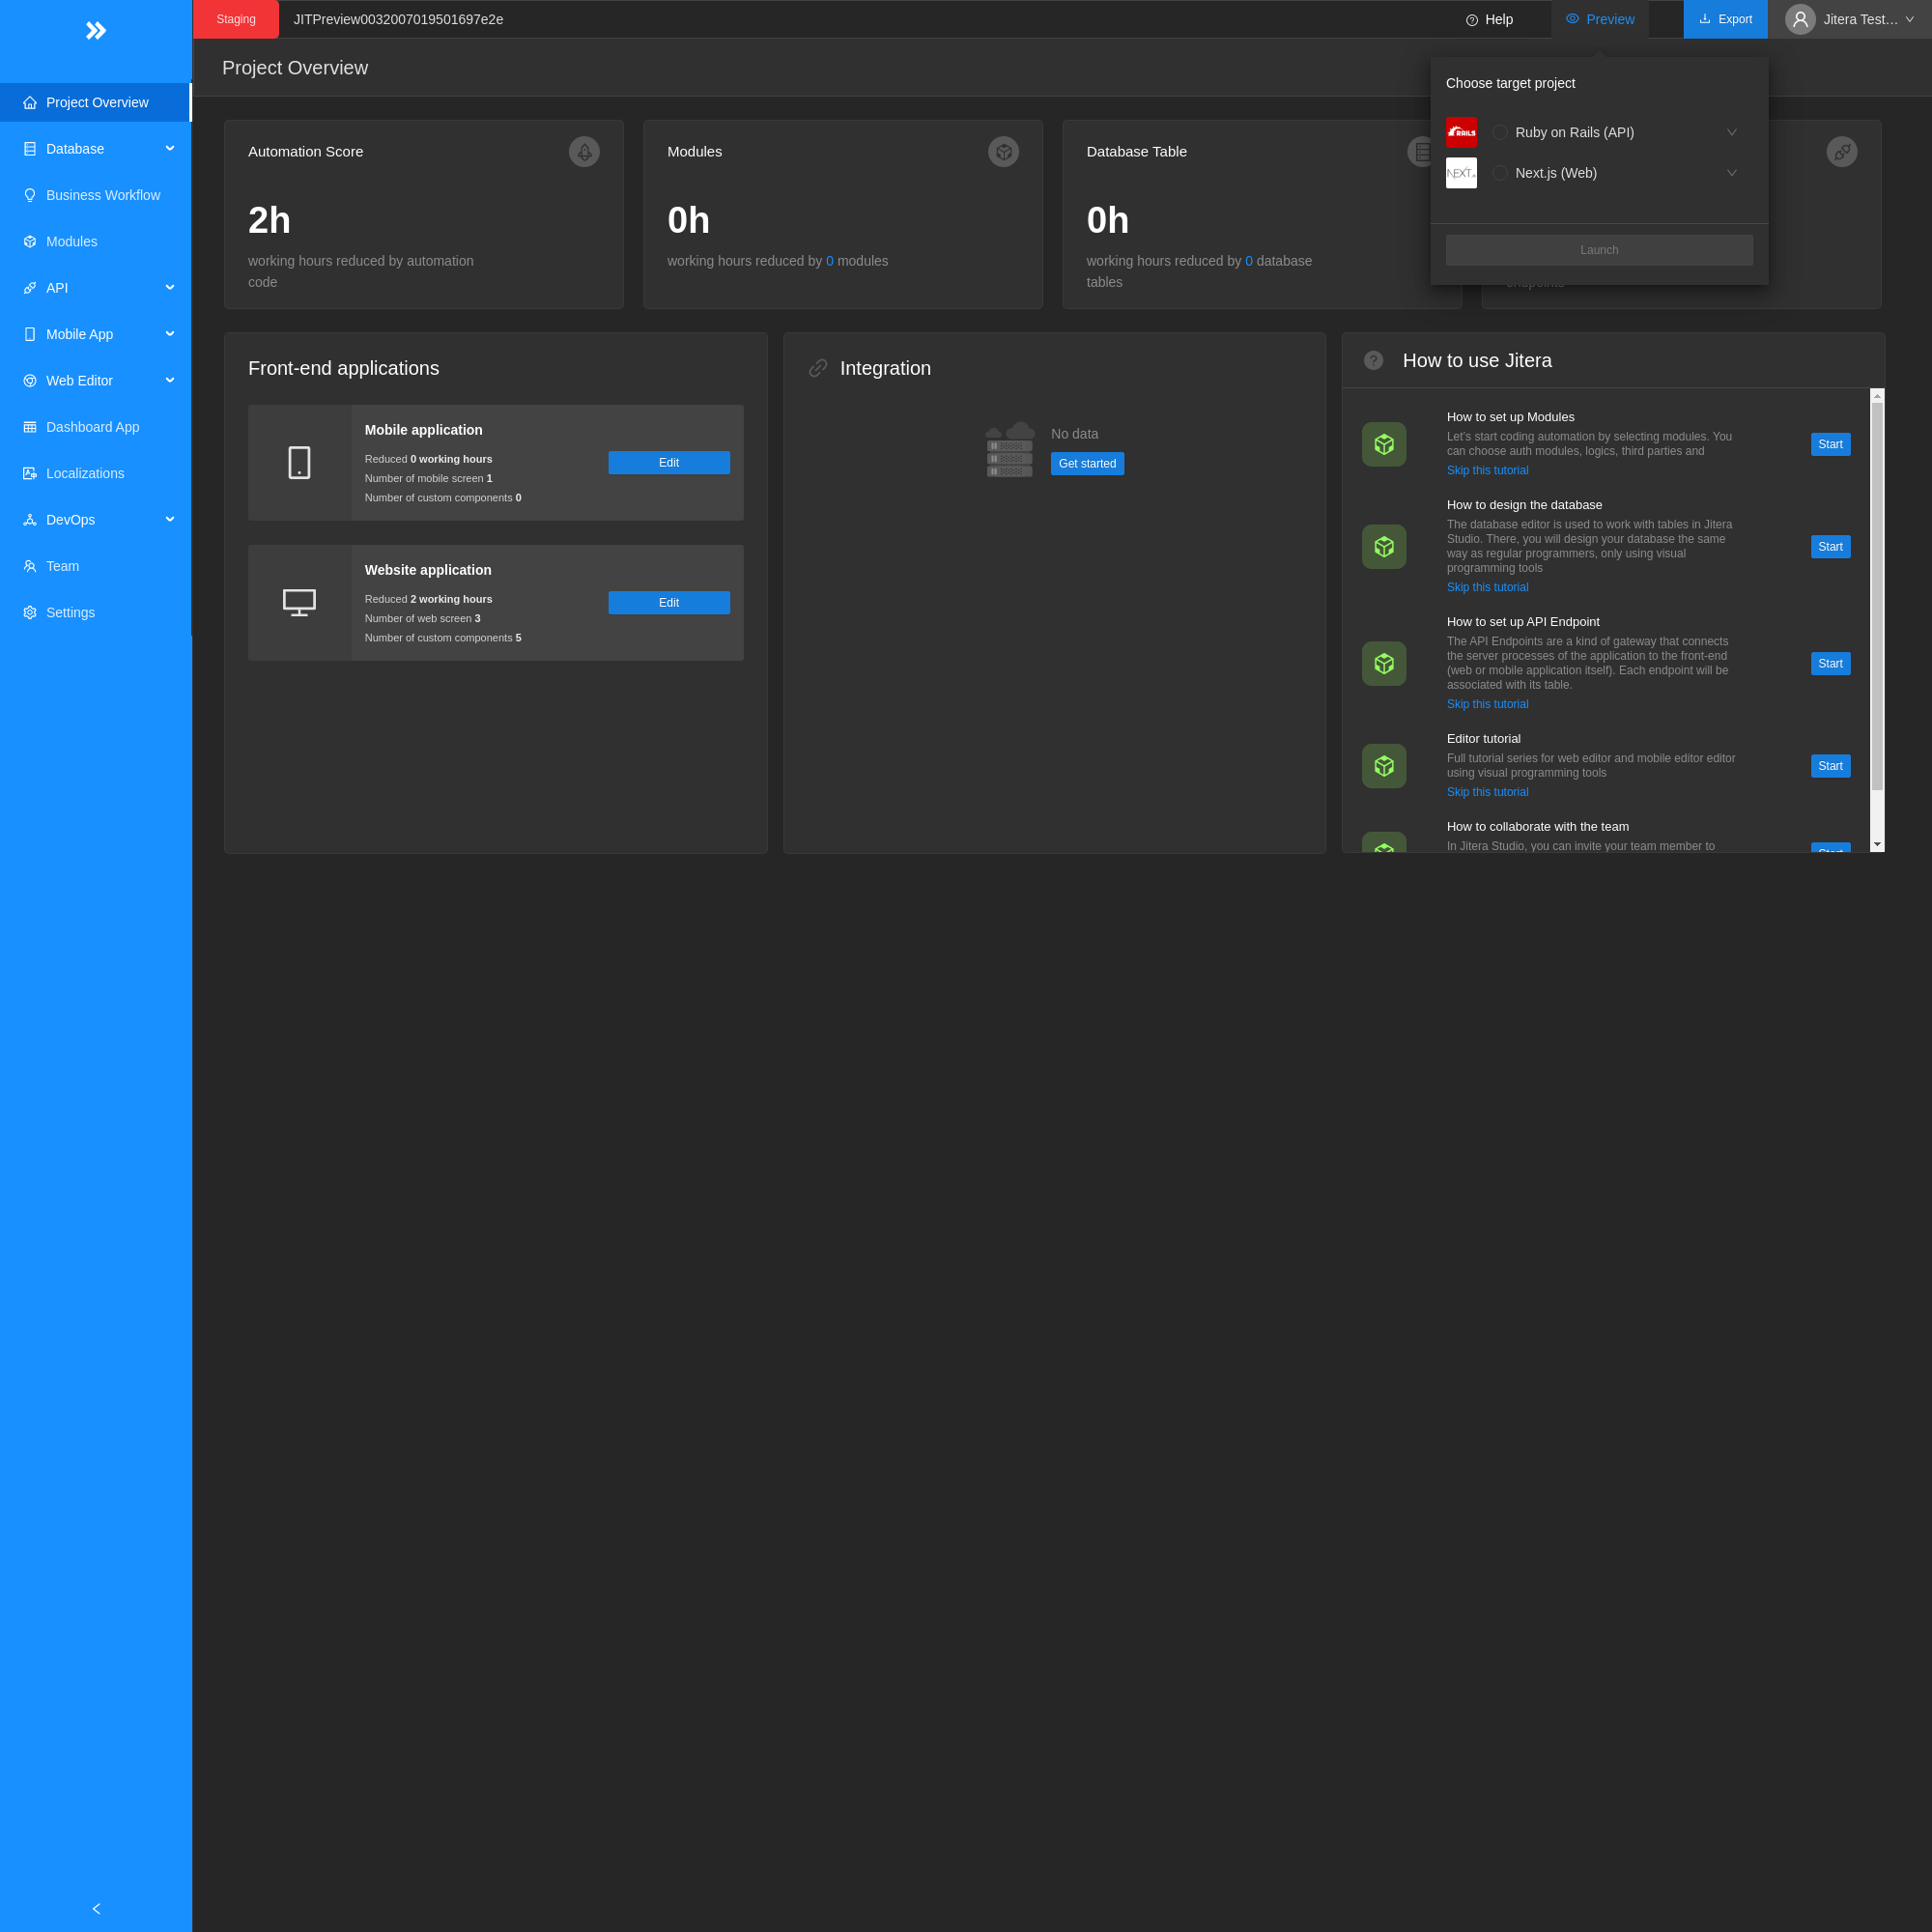 Staging
JITPreview0032007019501697e2e
Help
Preview
Export
Jitera Test…
Project Overview
Database
Business Workflow
Modules
API
Mobile App
Web Editor
Dashboard App
Localizations
DevOps
Team
Settings
Project Overview
Choose target project
RAILS
Ruby on Rails (API)
NEXT.js
Next.js (Web)
Launch
Automation Score
2h
working hours reduced by automation
code
Modules
0h
working hours reduced by 0 modules
Database Table
0h
working hours reduced by 0 database
tables
endpoints
Front-end applications
Mobile application
Reduced 0 working hours
Number of mobile screen 1
Number of custom components 0
Edit
Website application
Reduced 2 working hours
Number of web screen 3
Number of custom components 5
Edit
Integration
No data
Get started
How to use Jitera
How to set up Modules
Let's start coding automation by selecting modules. You
can choose auth modules, logics, third parties and
Skip this tutorial
Start
How to design the database
The database editor is used to work with tables in Jitera
Studio. There, you will design your database the same
way as regular programmers, only using visual
programming tools
Skip this tutorial
Start
How to set up API Endpoint
The API Endpoints are a kind of gateway that connects
the server processes of the application to the front-end
(web or mobile application itself). Each endpoint will be
associated with its table.
Skip this tutorial
Start
Editor tutorial
Full tutorial series for web editor and mobile editor editor
using visual programming tools
Skip this tutorial
Start
How to collaborate with the team
In Jitera Studio, you can invite your team member to
Start